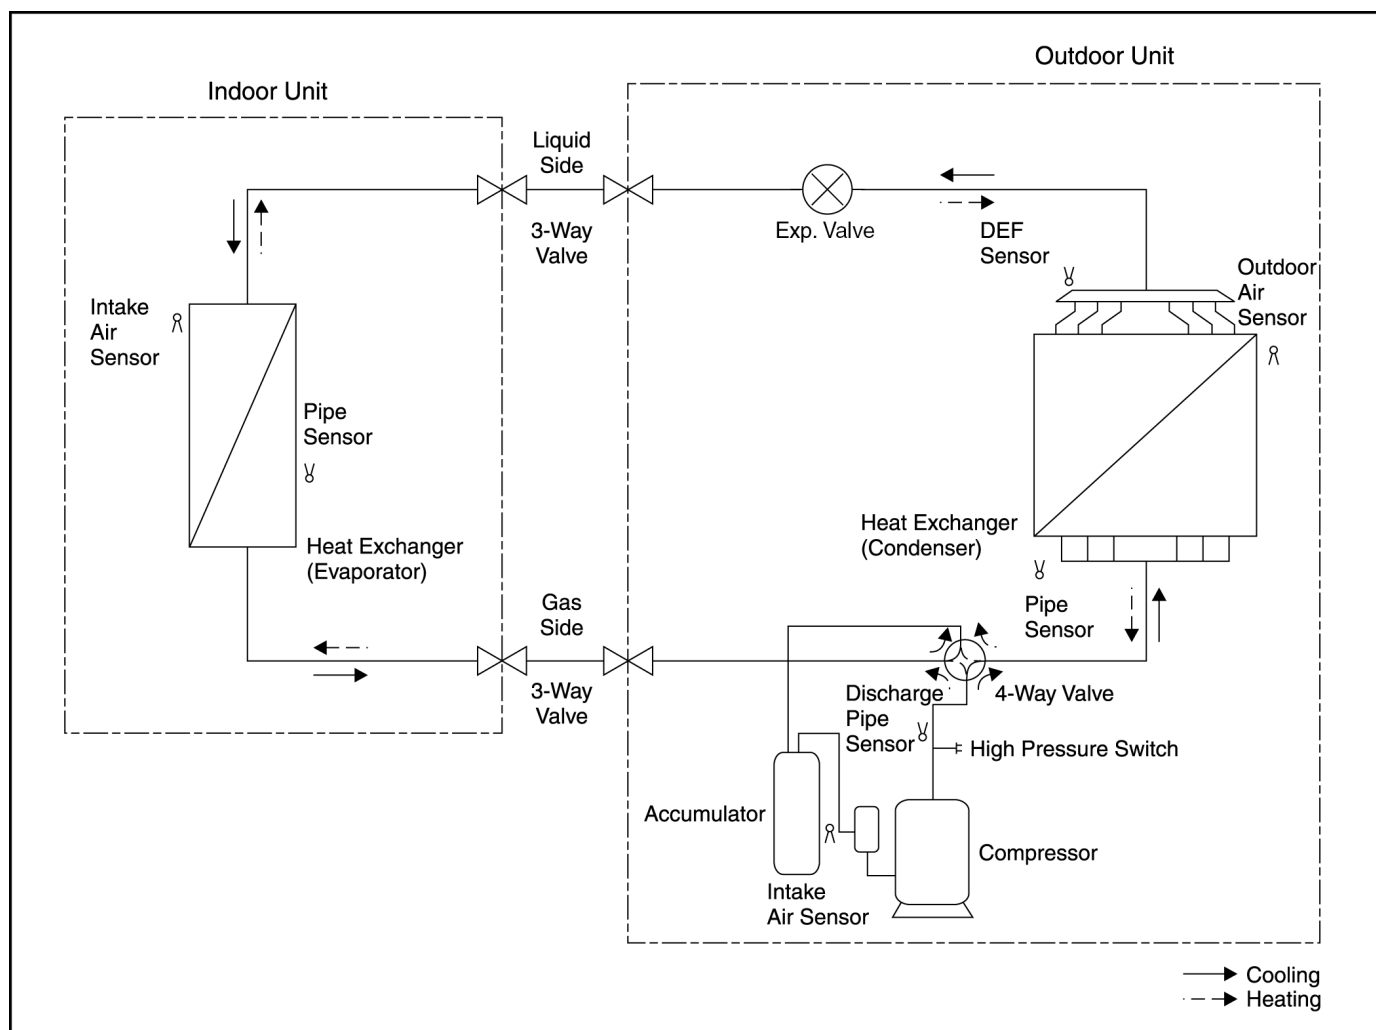 Outdoor Unit
Indoor Unit
Liquid
Side
3-Way
Valve
Exp. Valve
DEF
Sensor
Outdoor
Air
Sensor
Intake
Air
Sensor
Pipe
Sensor
Heat Exchanger
(Evaporator)
Heat Exchanger
(Condenser)
Pipe
Sensor
Gas
Side
3-Way
Valve
Discharge
Pipe
Sensor
4-Way Valve
High Pressure Switch
Accumulator
Compressor
Intake
Air Sensor
Cooling
Heating